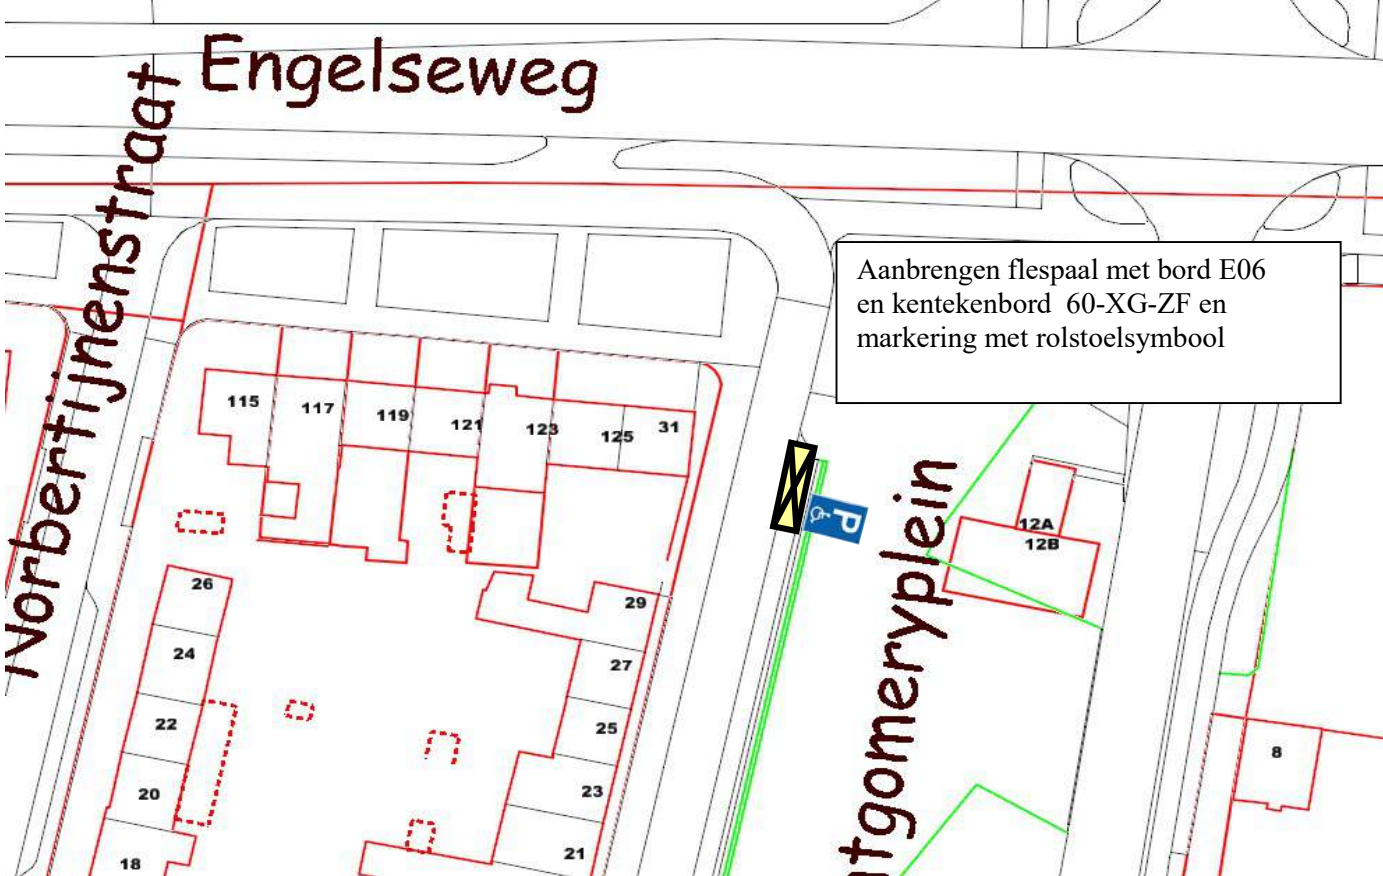 Engelseweg
Norbertijnenstraat
Aanbrengen flespaal met bord E06
en kentekenbord 60-XG-ZF en
markering met rolstoelsymbool
115
117
119
121
123
125
31
P
12A
12B
ntgomeryplein
26
29
24
27
22
25
8
20
23
18
21